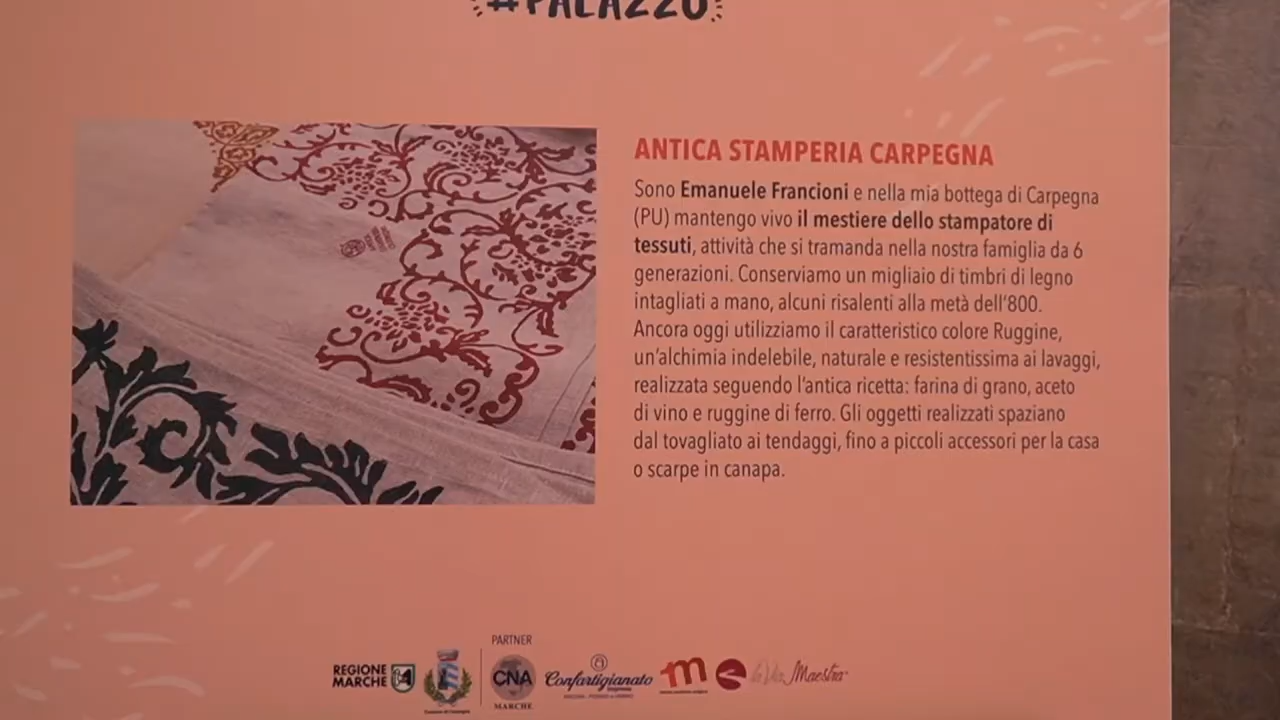 #PALAZZO
ANTICA STAMPERIA CARPEGNA
Sono Emanuele Francioni e nella mia bottega di Carpegna
(PU) mantengo vivo il mestiere dello stampatore di
tessuti, attività che si tramanda nella nostra famiglia da 6
generazioni. Conserviamo un migliaio di timbri di legno
intagliati a mano, alcuni risalenti alla metà dell'800.
Ancora oggi utilizziamo il caratteristico colore Ruggine,
un'alchimia indelebile, naturale e resistentissima ai lavaggi,
realizzata seguendo l'antica ricetta: farina di grano, aceto
di vino e ruggine di ferro. Gli oggetti realizzati spaziano
dal tovagliato ai tendaggi, fino a piccoli accessori per la casa
o scarpe in canapa.
PARTNER
REGIONE
MARCHE
CNA
MARCHE
Confartigianato
m
la Via Maestra